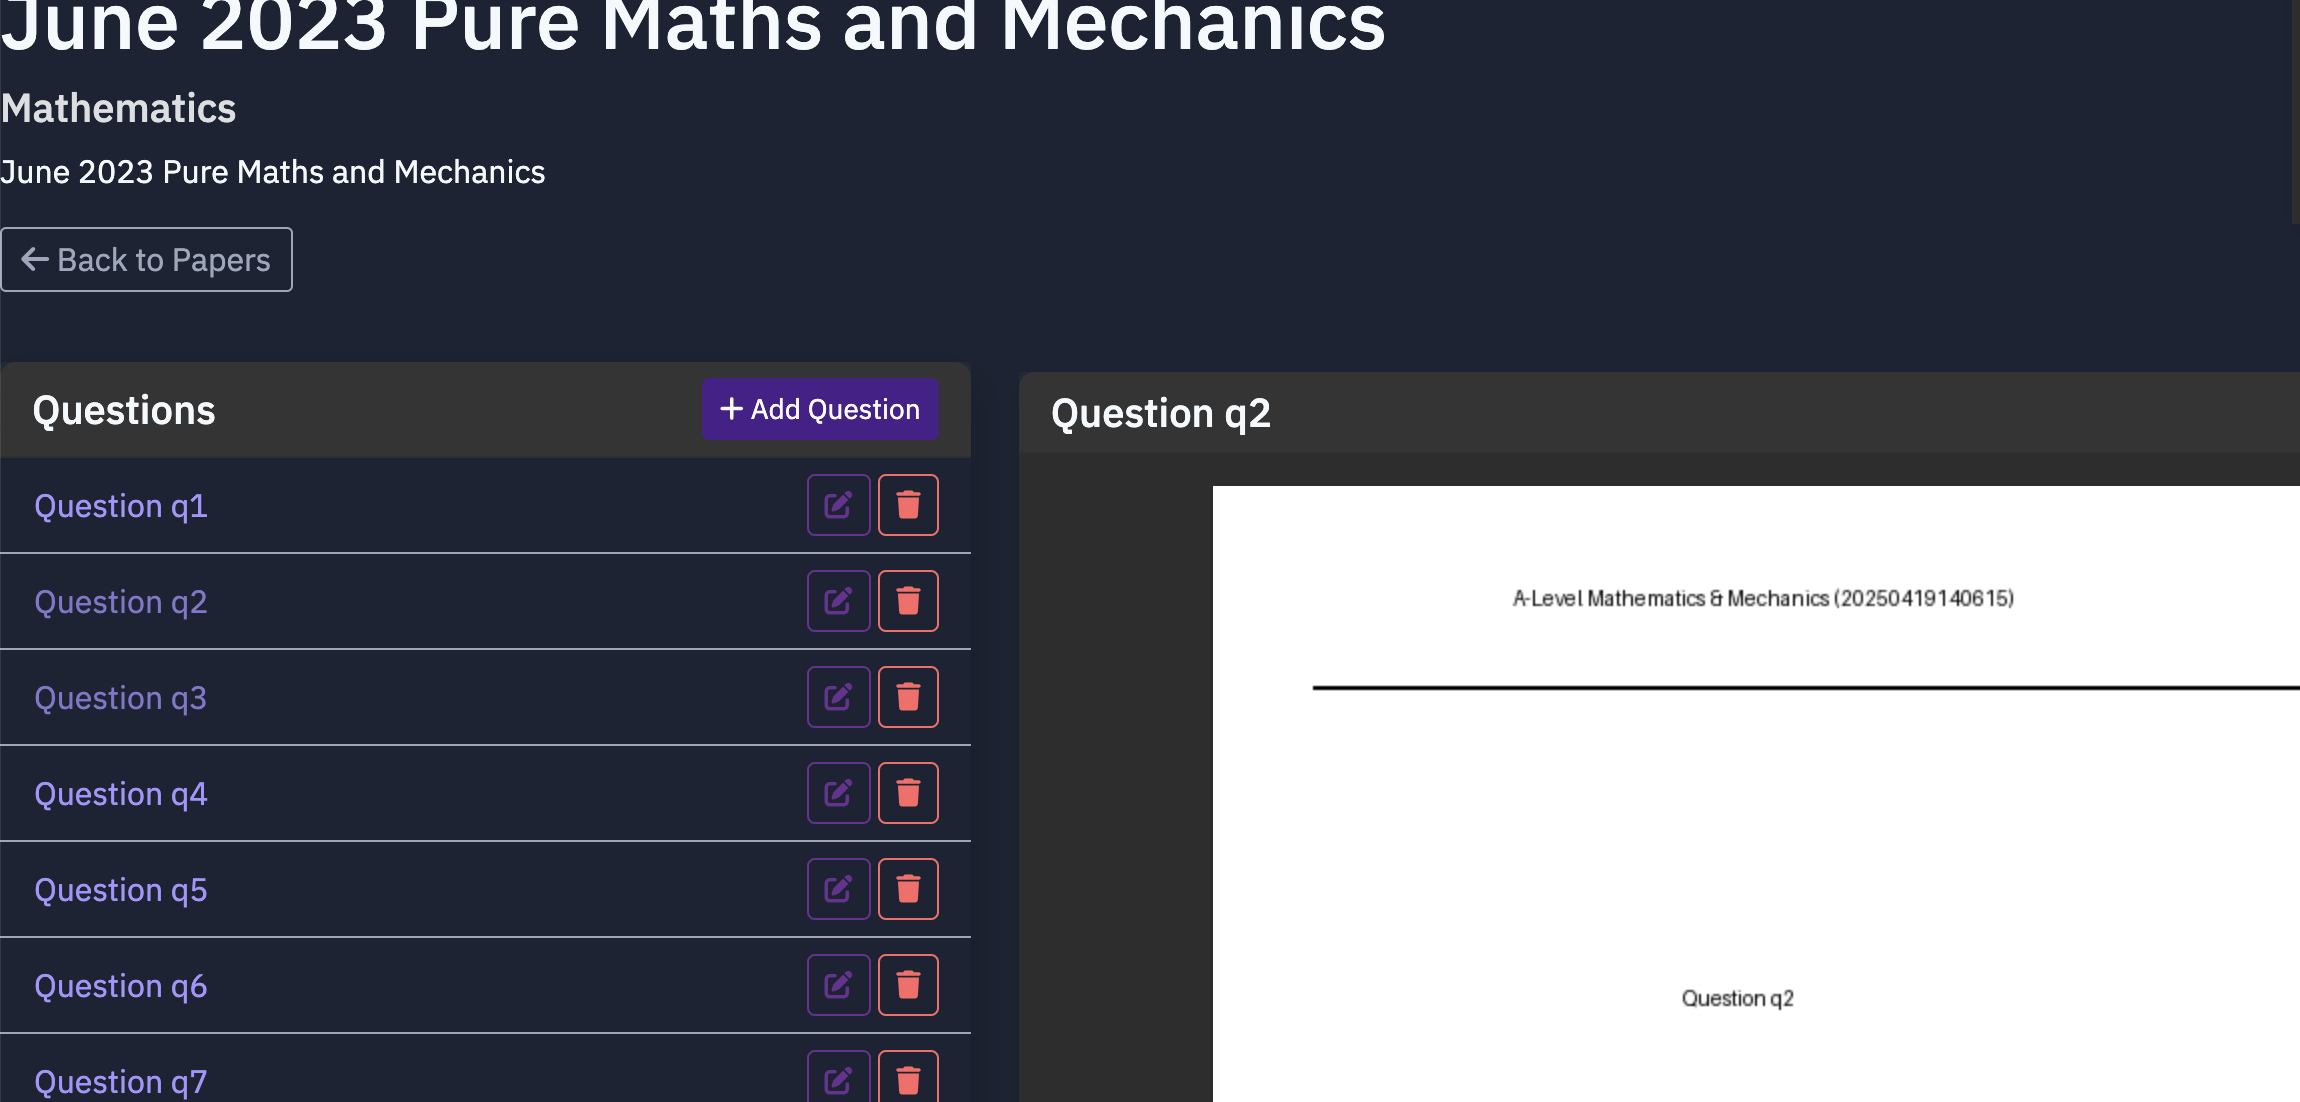 June 2023 Pure Maths and Mechanics
Mathematics
June 2023 Pure Maths and Mechanics
Back to Papers
Questions
Add Question
Question q1
Question q2
Question q3
Question q4
Question q5
Question q6
Question q7
Question q2
A-Level Mathematics & Mechanics (20250419140615)
Question q2